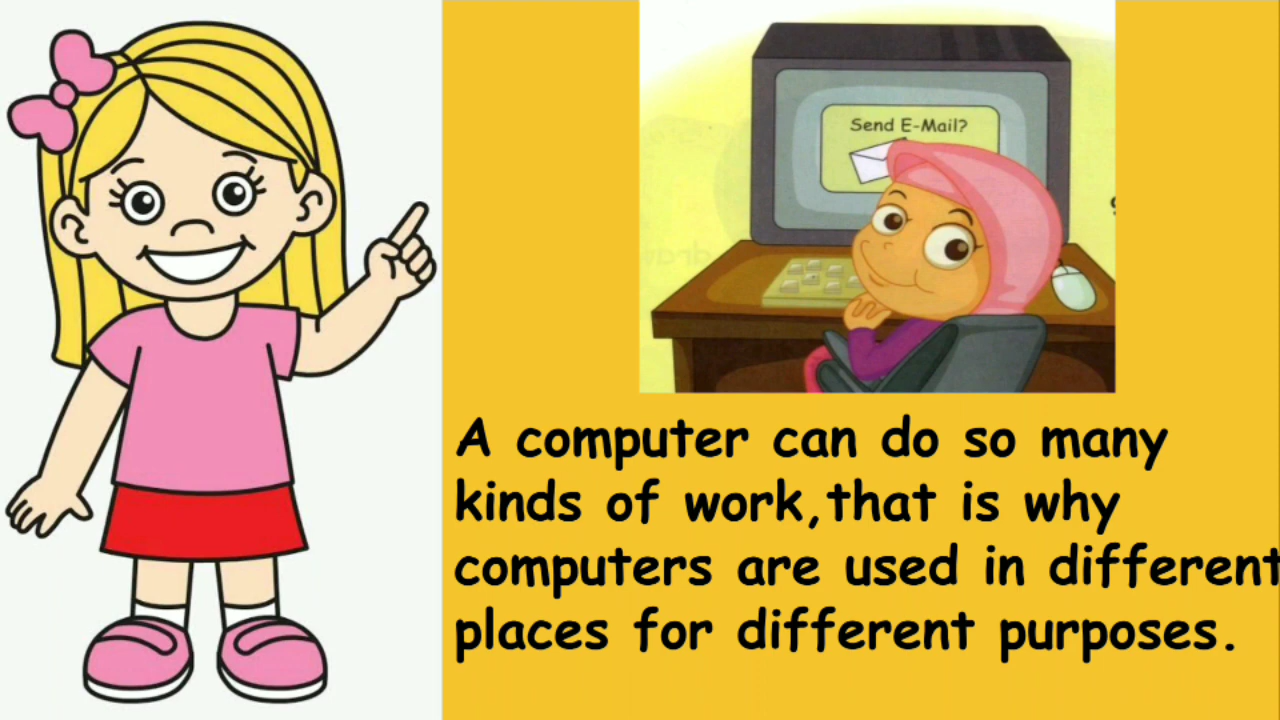 Send E-Mail?
A computer can do so many
kinds of work,that is why
computers are used in different
places for different purposes.